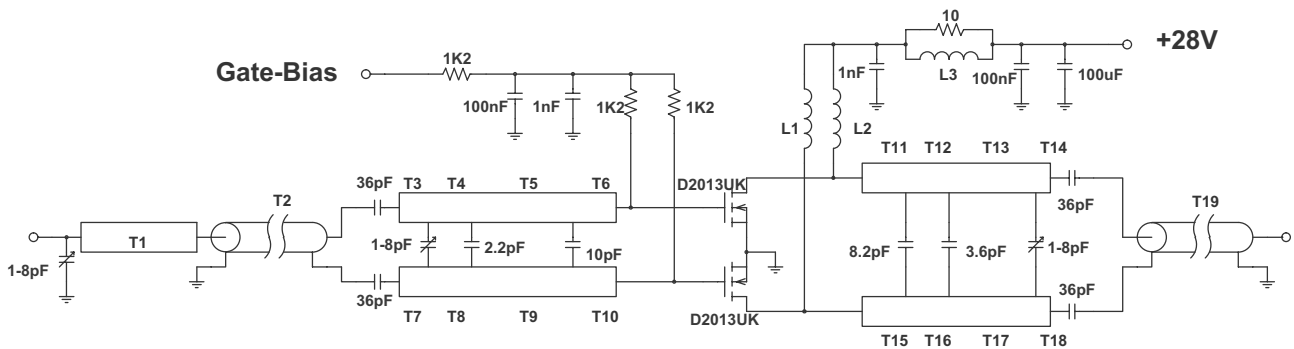 10
+28V
1K2
Gate-Bias
1nF
L3
100nF
100uF
100nF
1nF
1K2
1K2
L1
L2
T11
T12
T13
T14
36pF
T3
T4
T5
T6
D2013UK
T2
36pF
T19
T1
1-8pF
2.2pF
10pF
8.2pF
3.6pF
1-8pF
1-8pF
36pF
36pF
T7
T8
T9
T10
D2013UK
T15
T16
T17
T18